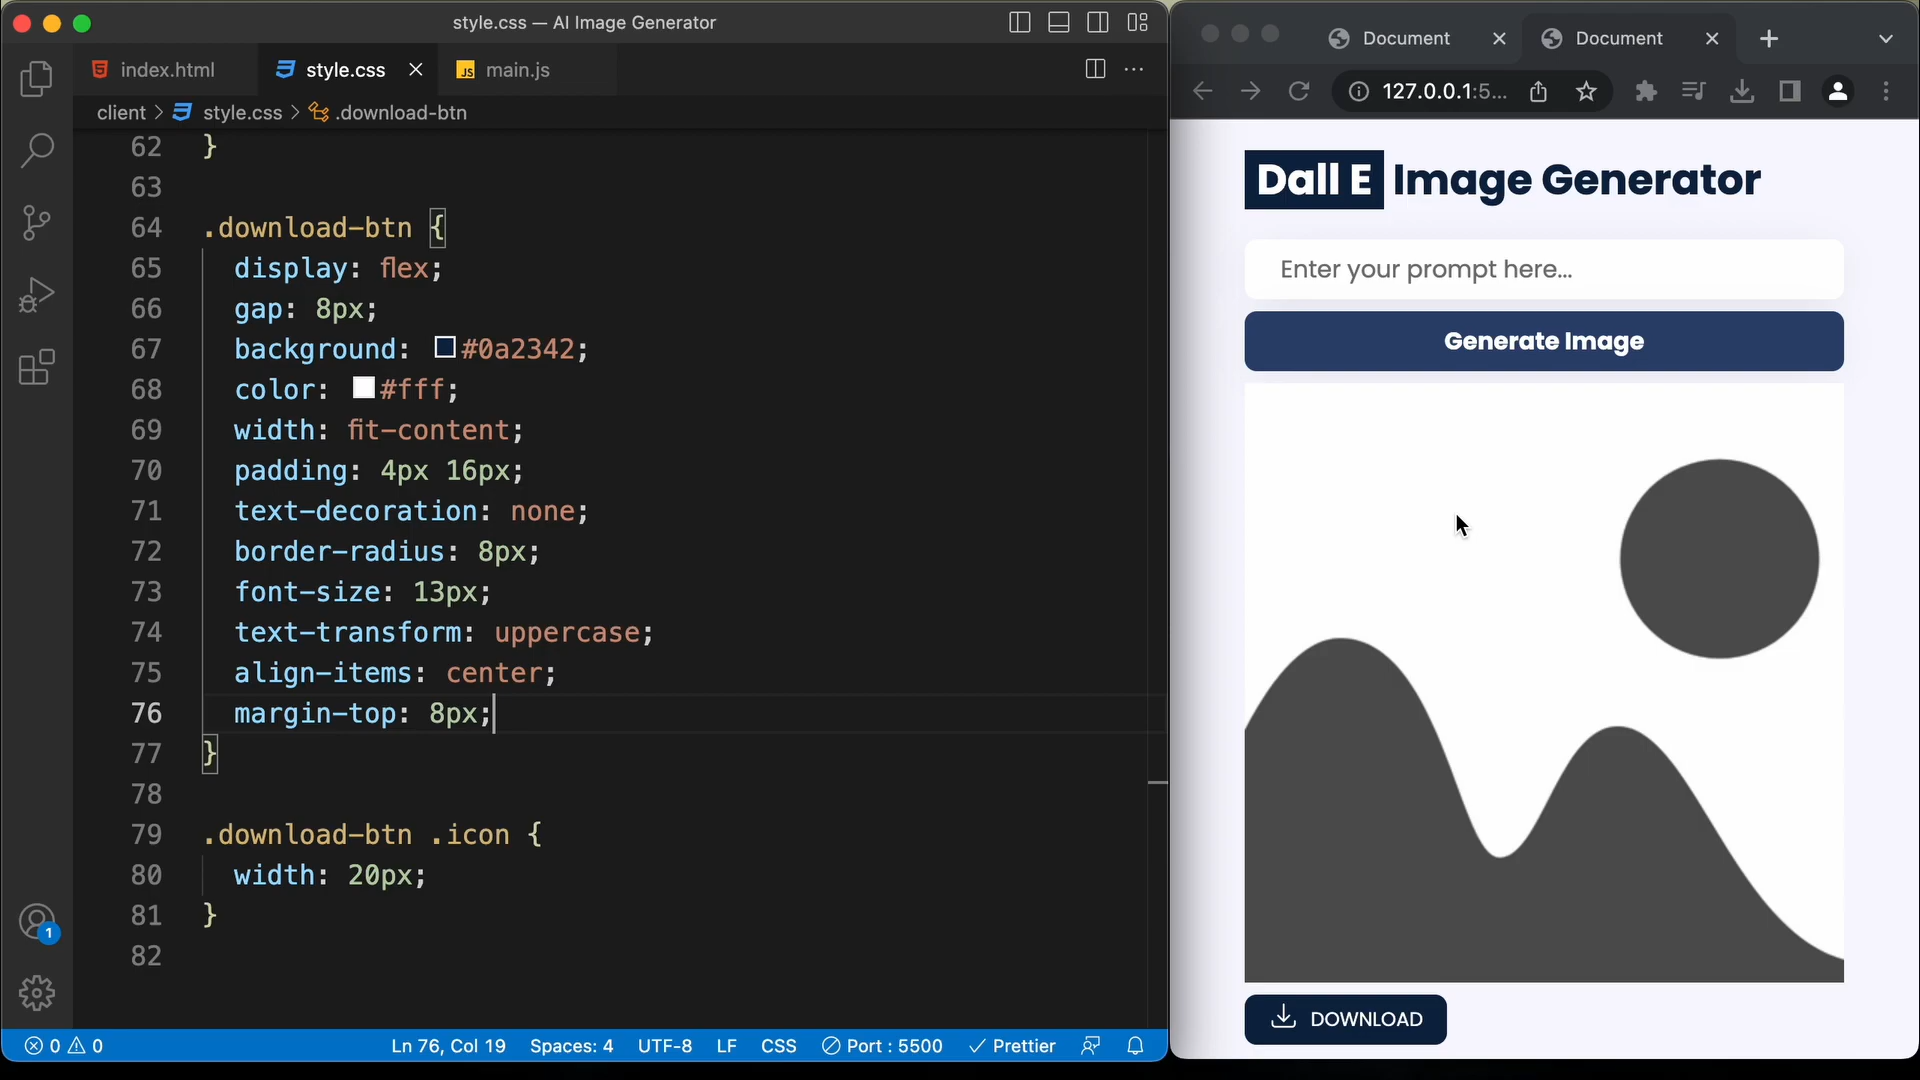 style.css — AI Image Generator
index.html
style.css
JS main.js
client > style.css > .download-btn
62 }
63
64 .download-btn {
65 display: flex;
66 gap: 8px;
67 background: #0a2342;
68 color: #fff;
69 width: fit-content;
70 padding: 4px 16px;
71 text-decoration: none;
72 border-radius: 8px;
73 font-size: 13px;
74 text-transform: uppercase;
75 align-items: center;
76 margin-top: 8px;
77 }
78
79 .download-btn .icon {
80 width: 20px;
81 }
82
1
0 0 Ln 76, Col 19 Spaces: 4 UTF-8 LF CSS Port : 5500 Prettier
Document
Document
127.0.0.1:5...
Dall E Image Generator
Enter your prompt here...
Generate Image
DOWNLOAD